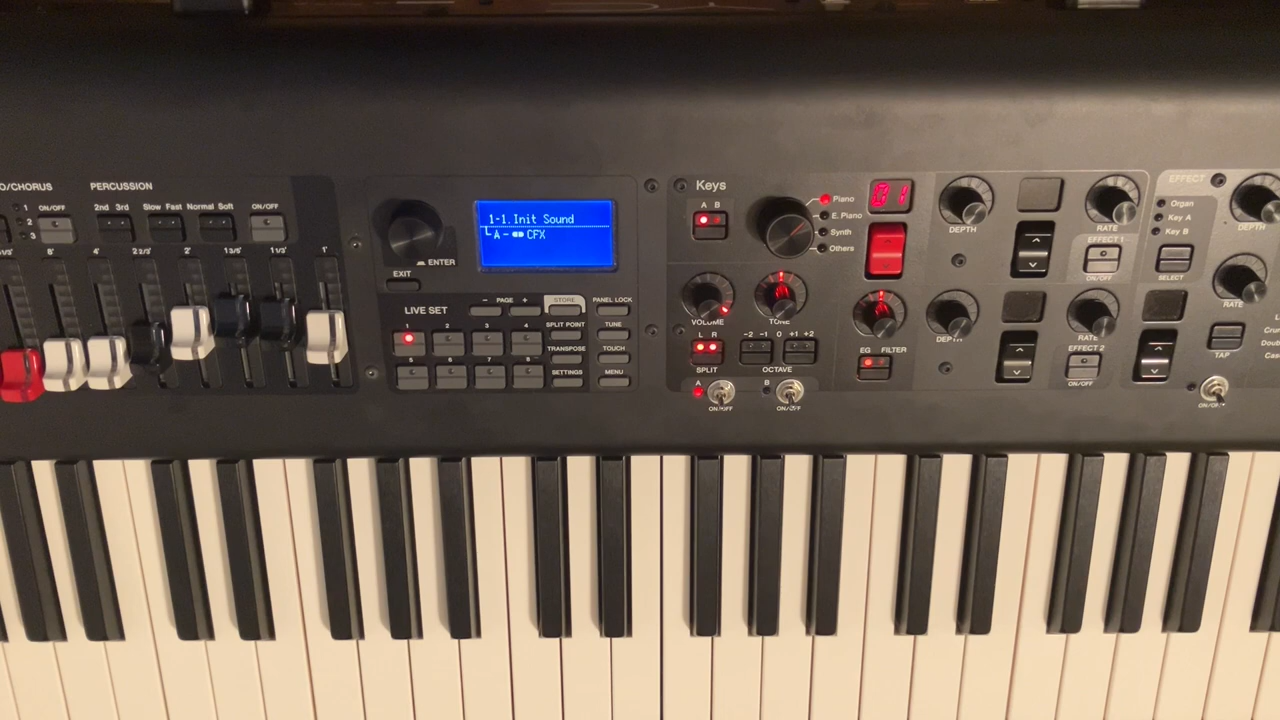 O/CHORUS
PERCUSSION
1
2
3
ON/OFF
2nd 3rd
Slow Fast
Normal Soft
ON/OFF
8'
4'
2 2/3'
2'
1 3/5'
1 1/3'
1'
ENTER
EXIT
1-1.Init Sound
A - CFX
LIVE SET
- PAGE +
STORE
PANEL LOCK
1
2
3
4
SPLIT POINT
TUNE
TRANSPOSE
TOUCH
5
6
7
8
SETTINGS
MENU
Keys
A B
Piano
E. Piano
Synth
Others
01
VOLUME
TONE
L R
SPLIT
-2 -1 0 +1 +2
OCTAVE
A
ON/OFF
B
ON/OFF
EG FILTER
DEPTH
RATE
EFFECT 1
ON/OFF
DEPTH
RATE
EFFECT 2
ON/OFF
EFFECT
Organ
Key A
Key B
SELECT
DEPTH
RATE
TAP
ON/OFF